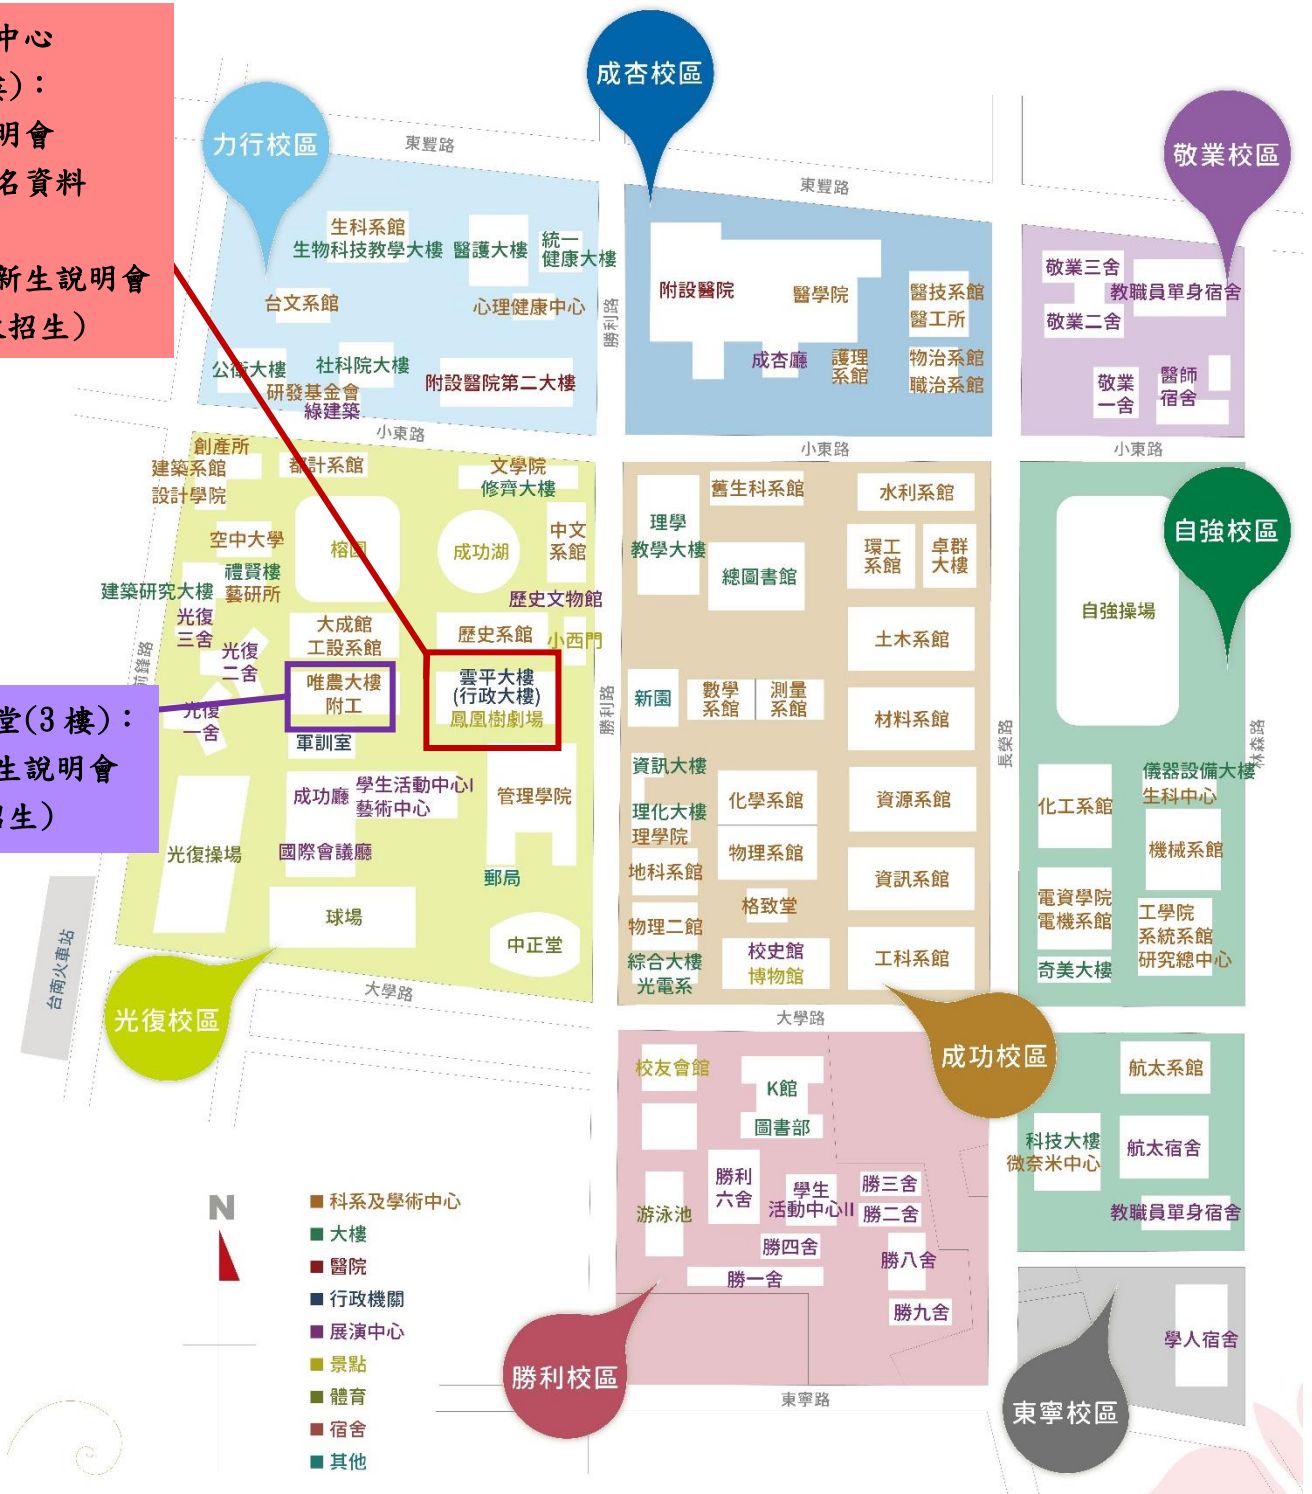 中心
)：
明會
名資料
新生說明會
招生)
成杏校區
力行校區
敬業校區
東豐路
東豐路
生科系館
生物科技教學大樓
醫護大樓
統一
健康大樓
台文系館
心理健康中心
公衛大樓
社科院大樓
研發基金會
綠建築
附設醫院第二大樓
勝利路
附設醫院
醫學院
醫技系館
醫工所
成杏廳
護理
系館
物治系館
職治系館
敬業三舍
教職員單身宿舍
敬業二舍
敬業
一舍
醫師
宿舍
小東路
小東路
小東路
創產所
建築系館
設計學院
都計系館
文學院
修齊大樓
空中大學
榕園
成功湖
中文
系館
禮賢樓
建築研究大樓
藝研所
歷史文物館
光復
三舍
大成館
工設系館
歷史系館
小西門
光復
二舍
前鋒路
唯農大樓
附工
雲平大樓
(行政大樓)
鳳凰樹劇場
光復
一舍
軍訓室
堂(3樓)：
生說明會
招生)
成功廳
學生活動中心I
藝術中心
管理學院
光復操場
國際會議廳
郵局
球場
中正堂
台南火車站
光復校區
大學路
勝利路
舊生科系館
水利系館
理學
教學大樓
總圖書館
環工
系館
卓群
大樓
土木系館
新園
數學
系館
測量
系館
材料系館
資訊大樓
化學系館
資源系館
理化大樓
理學院
物理系館
地科系館
資訊系館
格致堂
物理二館
校史館
博物館
綜合大樓
光電系
工科系館
長榮路
自強校區
自強操場
林森路
儀器設備大樓
生科中心
化工系館
機械系館
電資學院
電機系館
工學院
系統系館
研究總中心
奇美大樓
大學路
成功校區
校友會館
K館
圖書部
航太系館
科技大樓
微奈米中心
航太宿舍
教職員單身宿舍
勝利
六舍
學生
活動中心II
勝三舍
勝二舍
游泳池
勝四舍
勝八舍
勝一舍
勝九舍
勝利校區
東寧路
學人宿舍
東寧校區
N
科系及學術中心
大樓
醫院
行政機關
展演中心
景點
體育
宿舍
其他